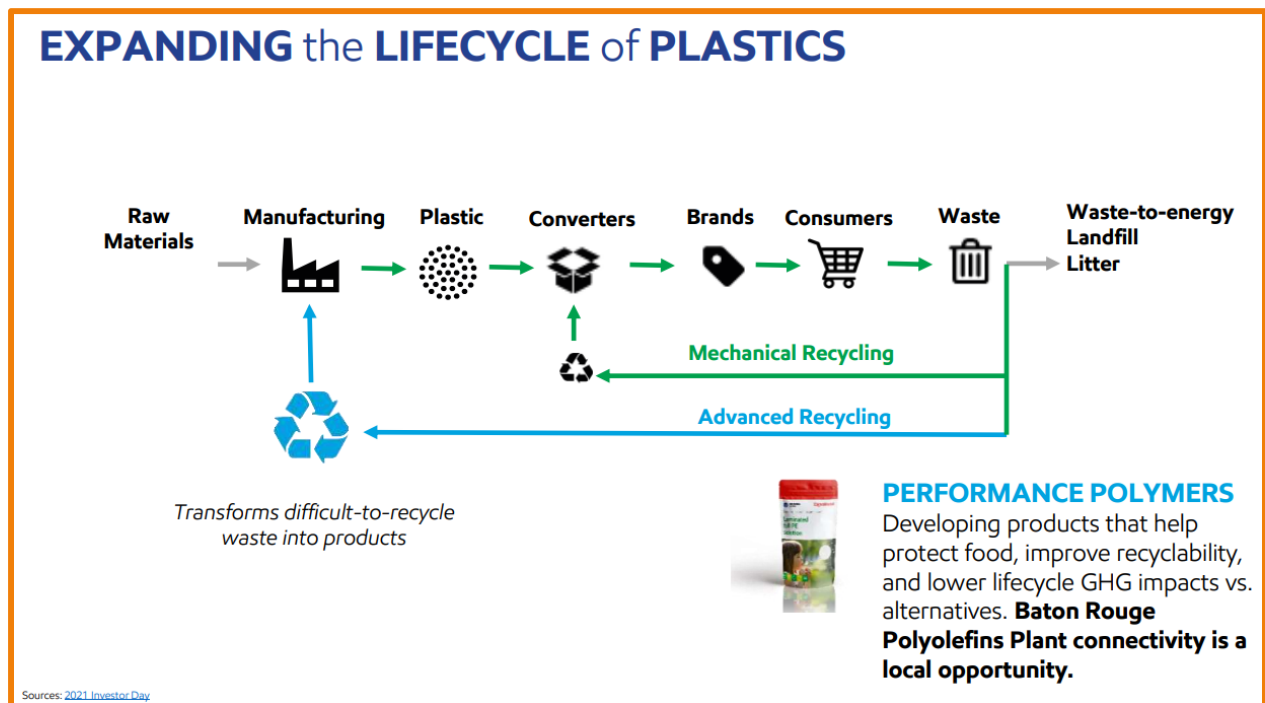 EXPANDING the LIFECYCLE of PLASTICS
Raw
Materials
Manufacturing
Plastic
Converters
Brands
Consumers
Waste
Waste-to-energy
Landfill
Litter
Mechanical Recycling
Advanced Recycling
Transforms difficult-to-recycle
waste into products
PERFORMANCE POLYMERS
Developing products that help
protect food, improve recyclability,
and lower lifecycle GHG impacts vs.
alternatives. Baton Rouge
Polyolefins Plant connectivity is a
local opportunity.
Sources: 2021 Investor Day